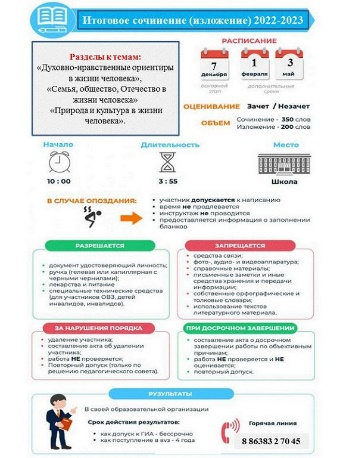 Итоговое сочинение (изложение) 2022-2023
Разделы к темам:
«Духовно-нравственные ориентиры
в жизни человека»,
«Семья, общество, Отечество в
жизни человека»
«Природа и культура в жизни
человека».
РАСПИСАНИЕ
7
декабря
1
февраля
3
мая
основной
этап
дополнительные
сроки
ОЦЕНИВАНИЕ Зачет / Незачет
ОБЪЕМ
Сочинение - 350 слов
Изложение - 200 слов
Начало
10 : 00
Длительность
3 : 55
Место
Школа
В СЛУЧАЕ ОПОЗДАНИЯ:
• участник допускается к написанию
• время не продлевается
• инструктаж не проводится
• предоставляется информация о заполнении
бланков
РАЗРЕШАЕТСЯ
• документ удостоверяющий личность;
• ручка (гелевая или капиллярная с
черными чернилами);
• лекарства и питание
• специальные технические средства
(для участников ОВЗ, детей
инвалидов, инвалидов).
ЗАПРЕЩАЕТСЯ
• средства связи;
• фото-, аудио- и видеоаппаратура;
• справочные материалы;
• письменные заметки и иные
средства хранения и передачи
информации;
• собственные орфографические и
толковые словари;
• использование текстов
литературного материала.
ЗА НАРУШЕНИЯ ПОРЯДКА
• удаление участника;
• составление акта об удалении
участника;
• работа НЕ проверяется;
• Повторный допуск (только по
решению педагогического совета).
ПРИ ДОСРОЧНОМ ЗАВЕРШЕНИИ
• составление акта о досрочном
завершении работы по объективным
причинам;
• работа НЕ проверяется и НЕ
оценивается;
• повторный допуск.
РЕЗУЛЬТАТЫ
В своей образовательной организации
Срок действия результатов:
• как допуск к ГИА - бессрочно
• как поступление в вуз - 4 года
Горячая линия
8 86383 2 70 45